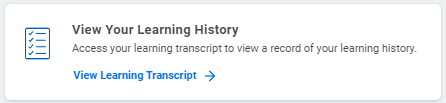 View Your Learning History
Access your learning transcript to view a record of your learning history.
View Learning Transcript →